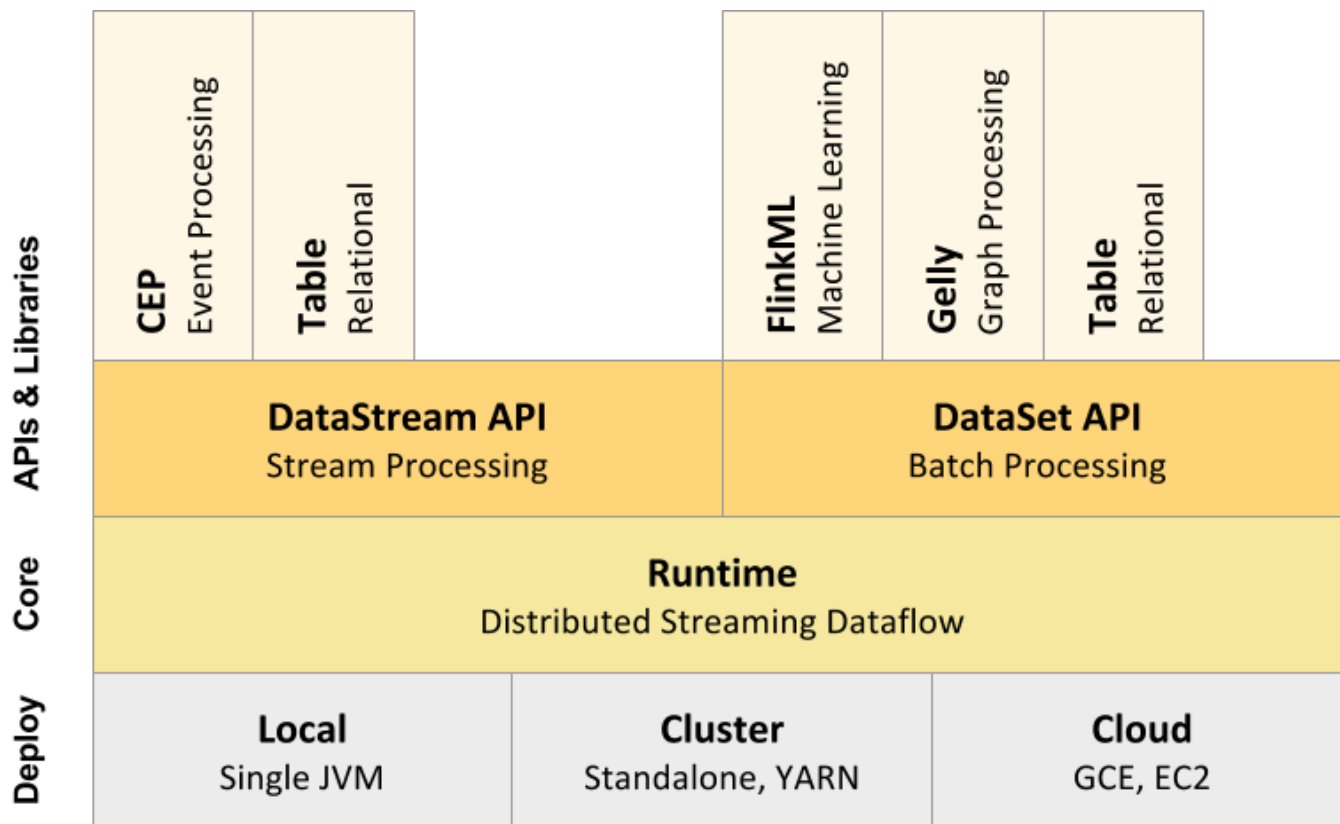 APIs & Libraries
CEP
Event Processing
Table
Relational
FlinkML
Machine Learning
Gelly
Graph Processing
Table
Relational
DataStream API
Stream Processing
DataSet API
Batch Processing
Core
Runtime
Distributed Streaming Dataflow
Deploy
Local
Single JVM
Cluster
Standalone, YARN
Cloud
GCE, EC2